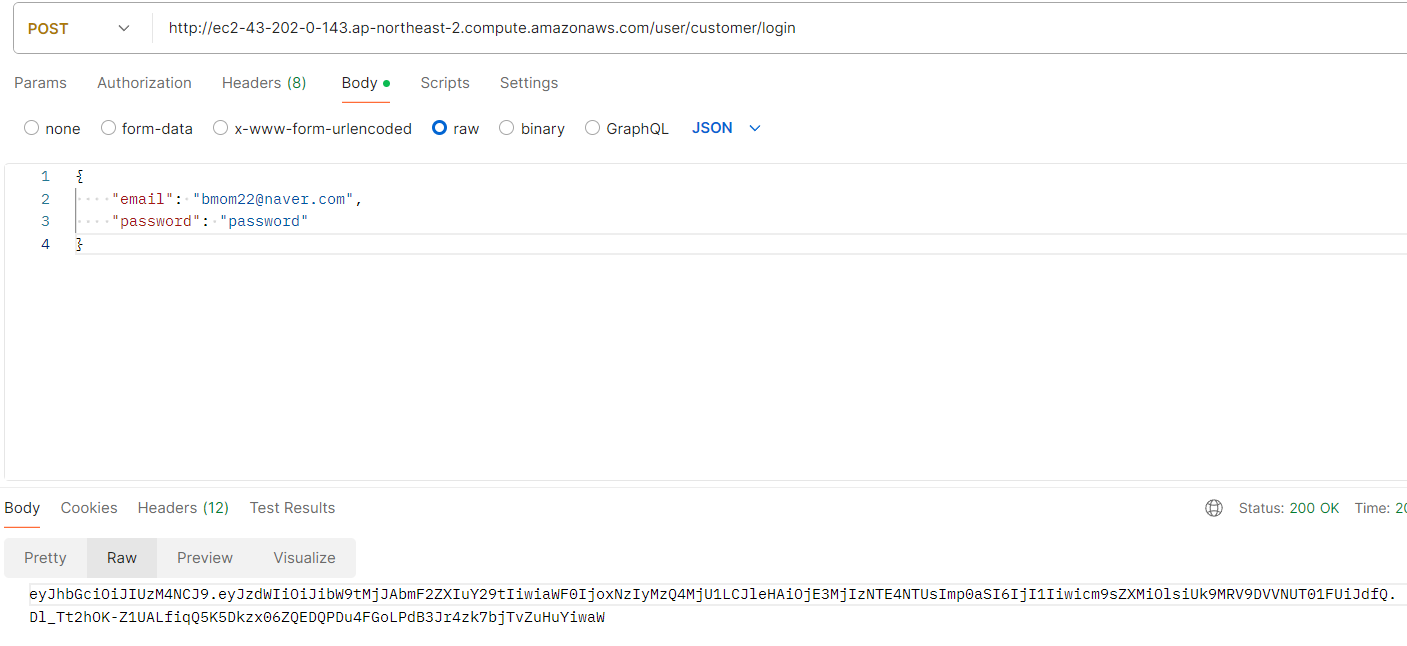 POST
http://ec2-43-202-0-143.ap-northeast-2.compute.amazonaws.com/user/customer/login
Params Authorization Headers (8) Body Scripts Settings
none form-data x-www-form-urlencoded raw binary GraphQL JSON
1 {
2 "email": "bmom22@naver.com",
3 "password": "password"
4 }
Body Cookies Headers (12) Test Results Status: 200 OK Time: 20
Pretty Raw Preview Visualize
eyJhbGciOiJIUzM4NCJ9.eyJzdWIiOiJibW9tMjJAbmF2ZXIuY29tIiwiaWF0IjoxNzIyMzQ4MjU1LCJleHAiOjE3MjIzNTE4NTUsImp0aSI6IjI1Iiwicm9sZXMiOlsiUk9MRV9DVVNUT01FUiJdfQ.
Dl_Tt2hOK-Z1UALfiqQ5K5Dkzx06ZQEDQPDu4FGoLPdB3Jr4zk7bjTvZuHuYiwaW